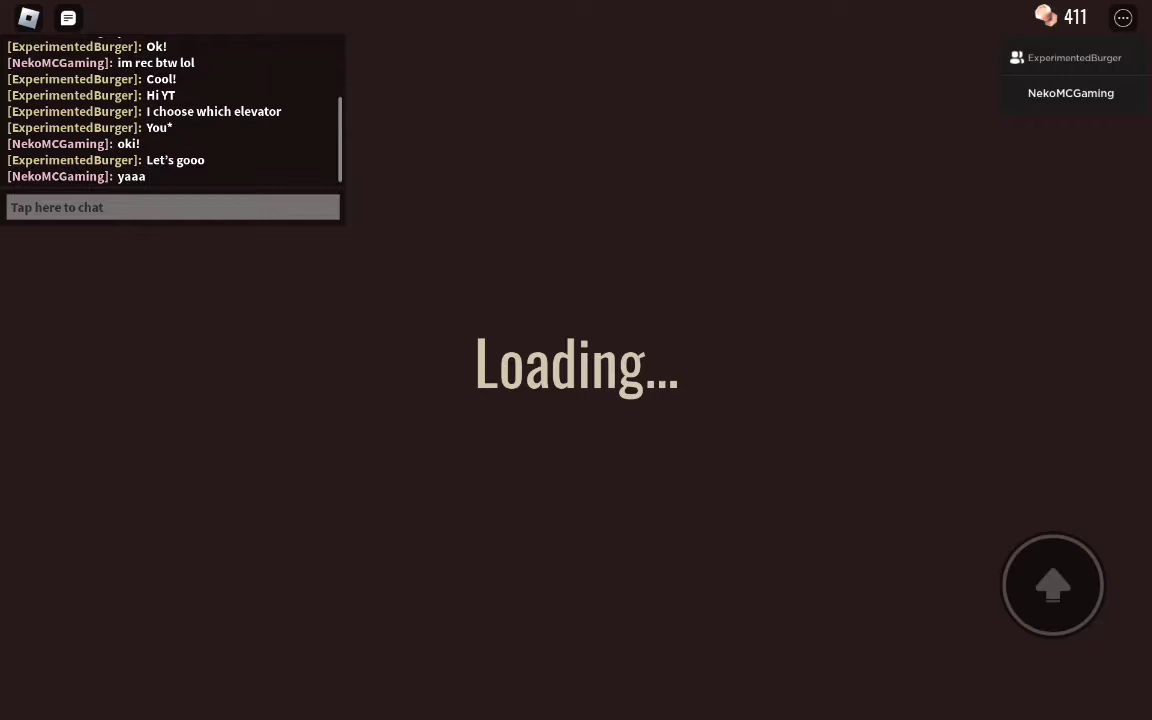 411
[ExperimentedBurger]: Ok!
[NekoMCGaming]: im rec btw lol
[ExperimentedBurger]: Cool!
[ExperimentedBurger]: Hi YT
[ExperimentedBurger]: I choose which elevator
[ExperimentedBurger]: You*
[NekoMCGaming]: oki!
[ExperimentedBurger]: Let's gooo
[NekoMCGaming]: yaaa
Tap here to chat
ExperimentedBurger
NekoMCGaming
Loading...